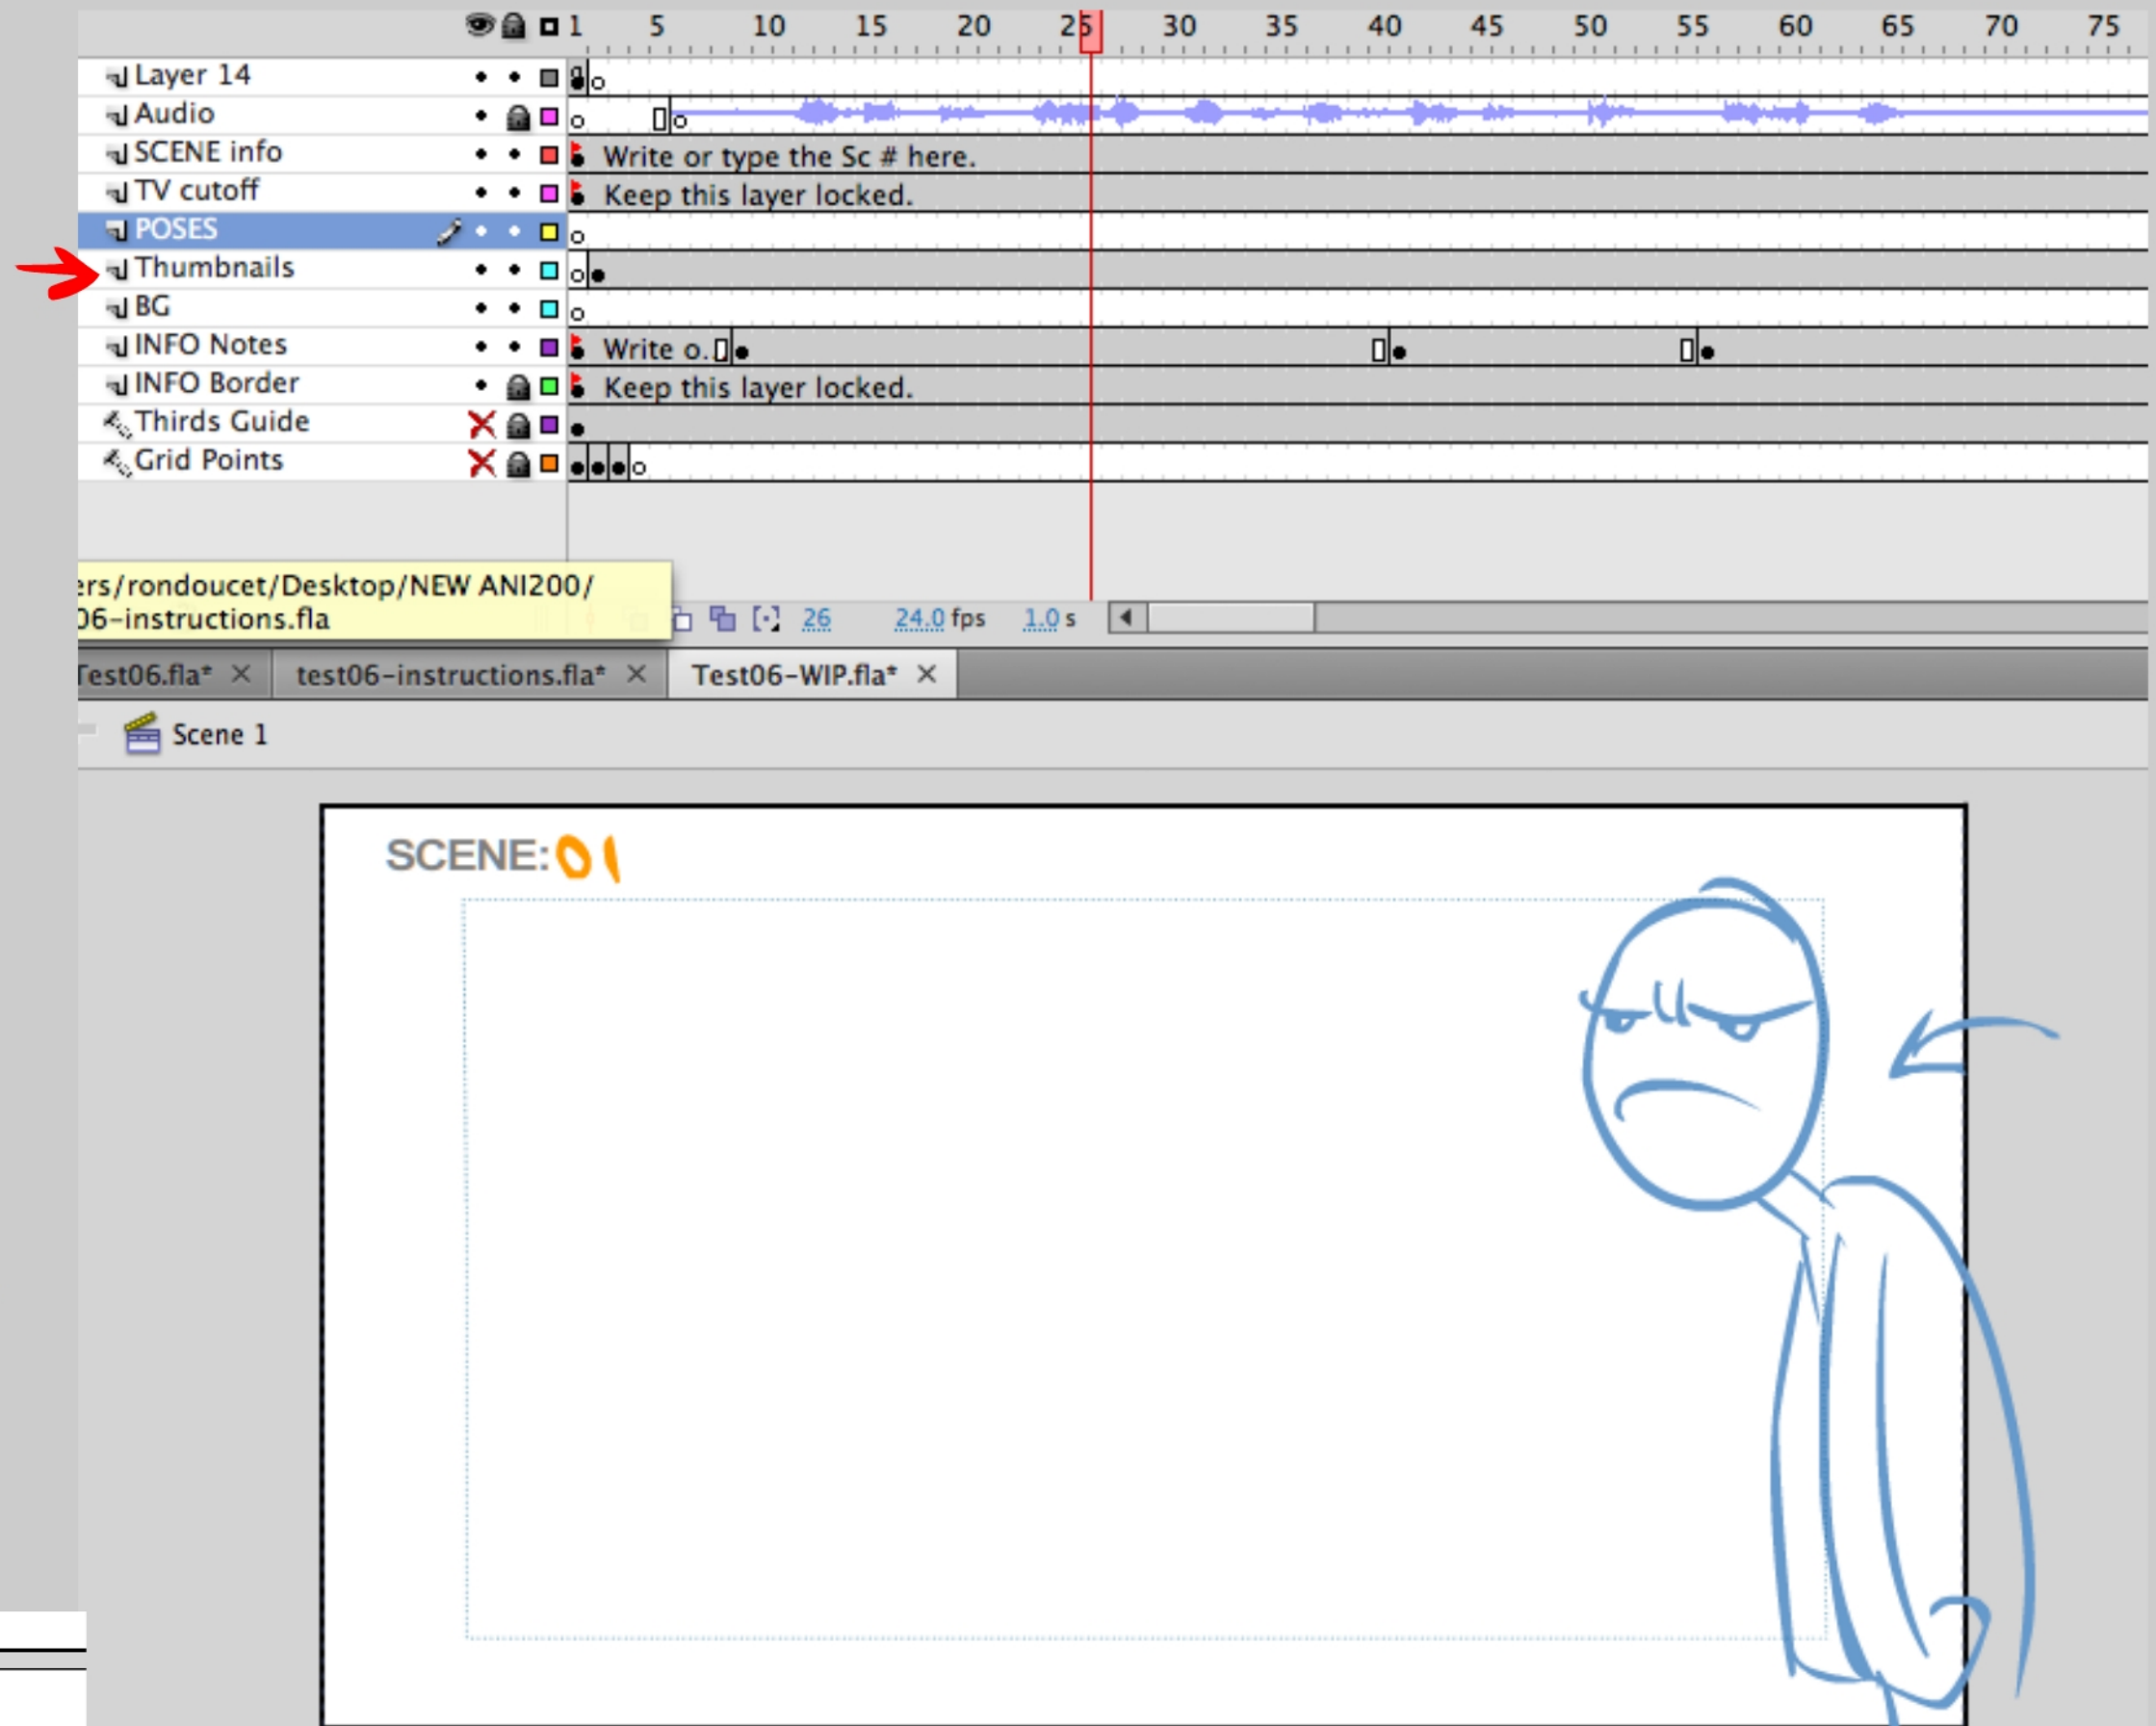 1 5 10 15 20 25 30 35 40 45 50 55 60 65 70 75
Layer 14
Audio
SCENE info Write or type the Sc # here.
TV cutoff Keep this layer locked.
POSES
Thumbnails
BG
INFO Notes Write o..
INFO Border Keep this layer locked.
Thirds Guide
Grid Points
ers/rondoucet/Desktop/NEW ANI200/
06-instructions.fla
26 24.0 fps 1.0 s
Test06.fla* test06-instructions.fla* Test06-WIP.fla*
Scene 1
SCENE: 01